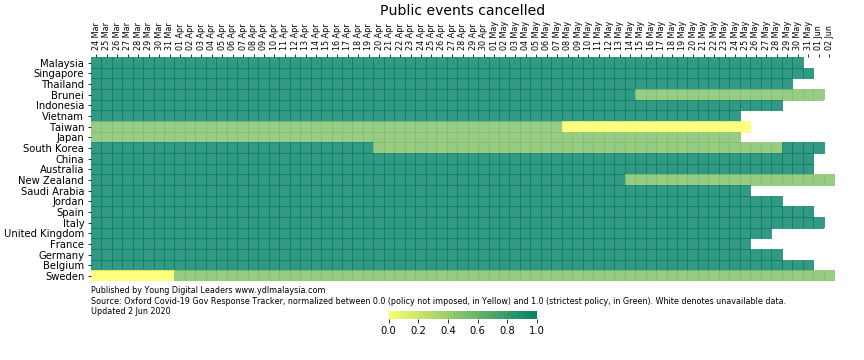 Public events cancelled
24 Mar
25 Mar
26 Mar
27 Mar
28 Mar
29 Mar
30 Mar
31 Mar
01 Apr
02 Apr
03 Apr
04 Apr
05 Apr
06 Apr
07 Apr
08 Apr
09 Apr
10 Apr
11 Apr
12 Apr
13 Apr
14 Apr
15 Apr
16 Apr
17 Apr
18 Apr
19 Apr
20 Apr
21 Apr
22 Apr
23 Apr
24 Apr
25 Apr
26 Apr
27 Apr
28 Apr
29 Apr
30 Apr
01 May
02 May
03 May
04 May
05 May
06 May
07 May
08 May
09 May
10 May
11 May
12 May
13 May
14 May
15 May
16 May
17 May
18 May
19 May
20 May
21 May
22 May
23 May
24 May
25 May
26 May
27 May
28 May
29 May
30 May
31 May
01 Jun
02 Jun
Malaysia
Singapore
Thailand
Brunei
Indonesia
Vietnam
Taiwan
Japan
South Korea
China
Australia
New Zealand
Saudi Arabia
Jordan
Spain
Italy
United Kingdom
France
Germany
Belgium
Sweden
Published by Young Digital Leaders www.ydlmalaysia.com
Source: Oxford Covid-19 Gov Response Tracker, normalized between 0.0 (policy not imposed, in Yellow) and 1.0 (strictest policy, in Green). White denotes unavailable data.
Updated 2 Jun 2020
0.0 0.2 0.4 0.6 0.8 1.0